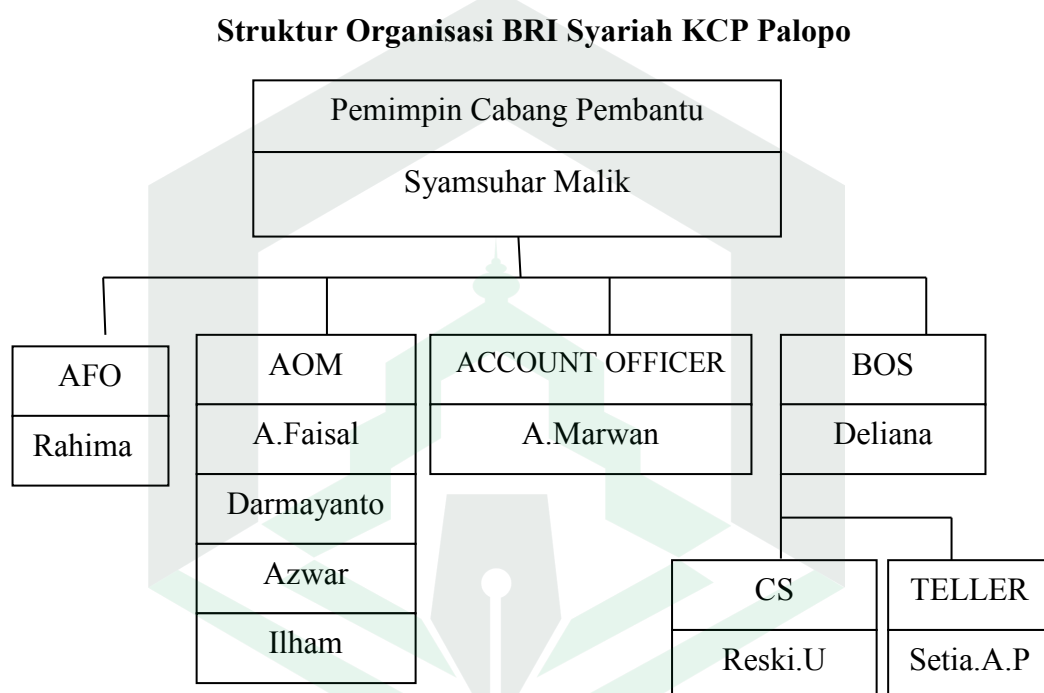 Struktur Organisasi BRI Syariah KCP Palopo
Pemimpin Cabang Pembantu
Syamsuhar Malik
AFO
Rahima
AOM
A.Faisal
Darmayanto
Azwar
Ilham
ACCOUNT OFFICER
A.Marwan
BOS
Deliana
CS
Reski.U
TELLER
Setia.A.P